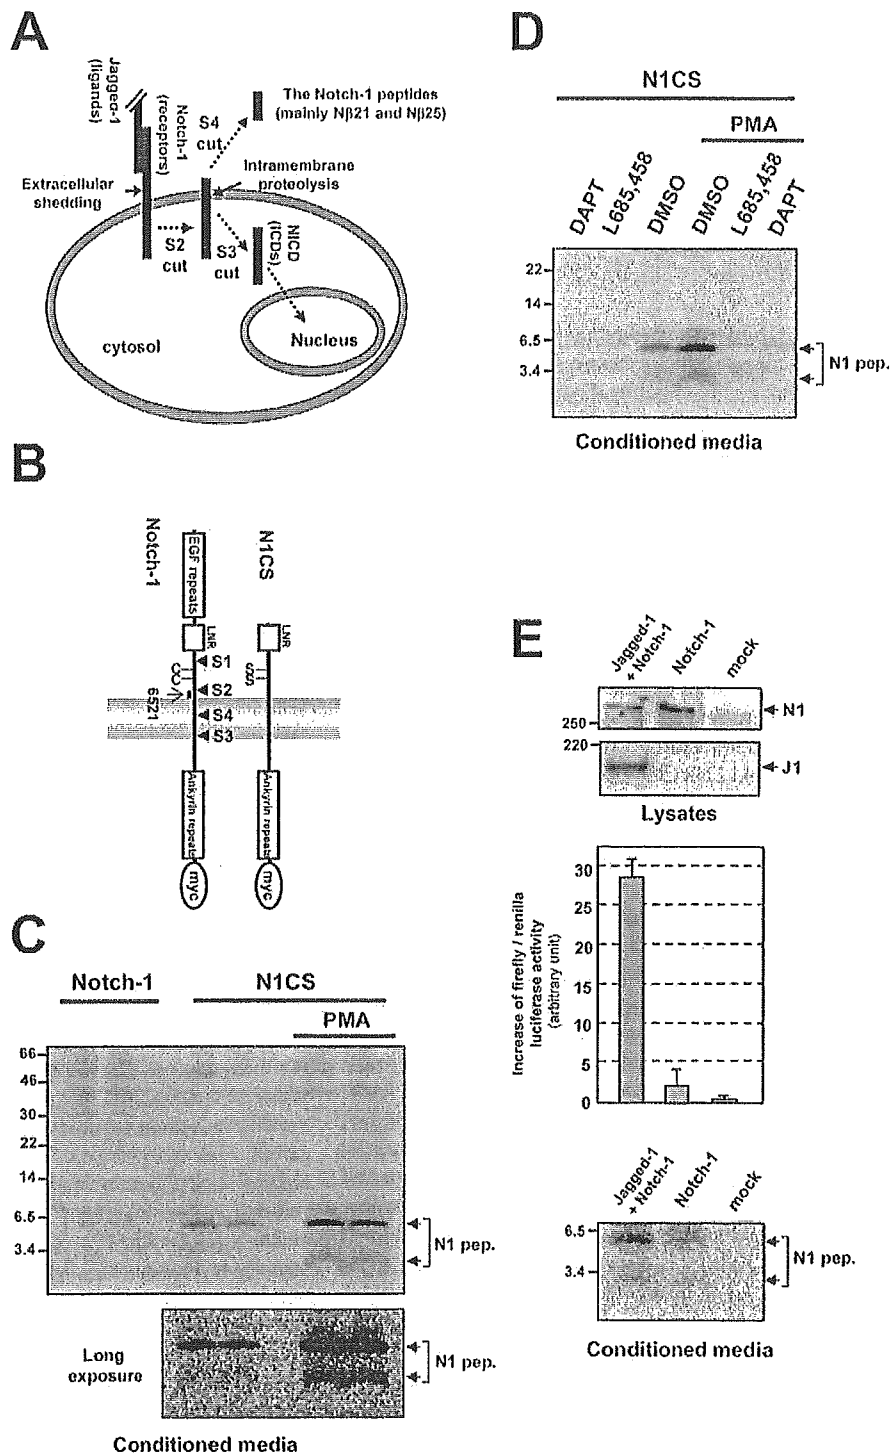 A
Jaggec-1
(ligands)
Notch-1
(receptors)
S4
cut
The Notch-1 peptides
(mainly Nβ21 and Nβ25)
Extracellular
shedding
Intramembrane
proteolysis
S2
cut
S3
cut
NICD
(ICDs)
cytosol
Nucleus
B
Notch-1
N1CS
EGF repeats
LNR
LNR
S1
C
C
S
S
S2
6521
S4
S3
Ankyrin repeats
Ankyrin repeats
myc
myc
C
Notch-1
N1CS
PMA
66
46
30
22
14
6.5
3.4
N1 pep.
Long
exposure
N1 pep.
Conditioned media
D
N1CS
PMA
DAPT
L685,458
DMSO
DMSO
L685,458
DAPT
22
14
6.5
3.4
N1 pep.
Conditioned media
E
Jagged-1
+ Notch-1
Notch-1
mock
250
N1
220
J1
Lysates
Increase of firefly / renilla
luciferase activity
(arbitrary unit)
30
25
20
15
10
5
0
Jagged-1
+ Notch-1
Notch-1
mock
6.5
3.4
N1 pep.
Conditioned media